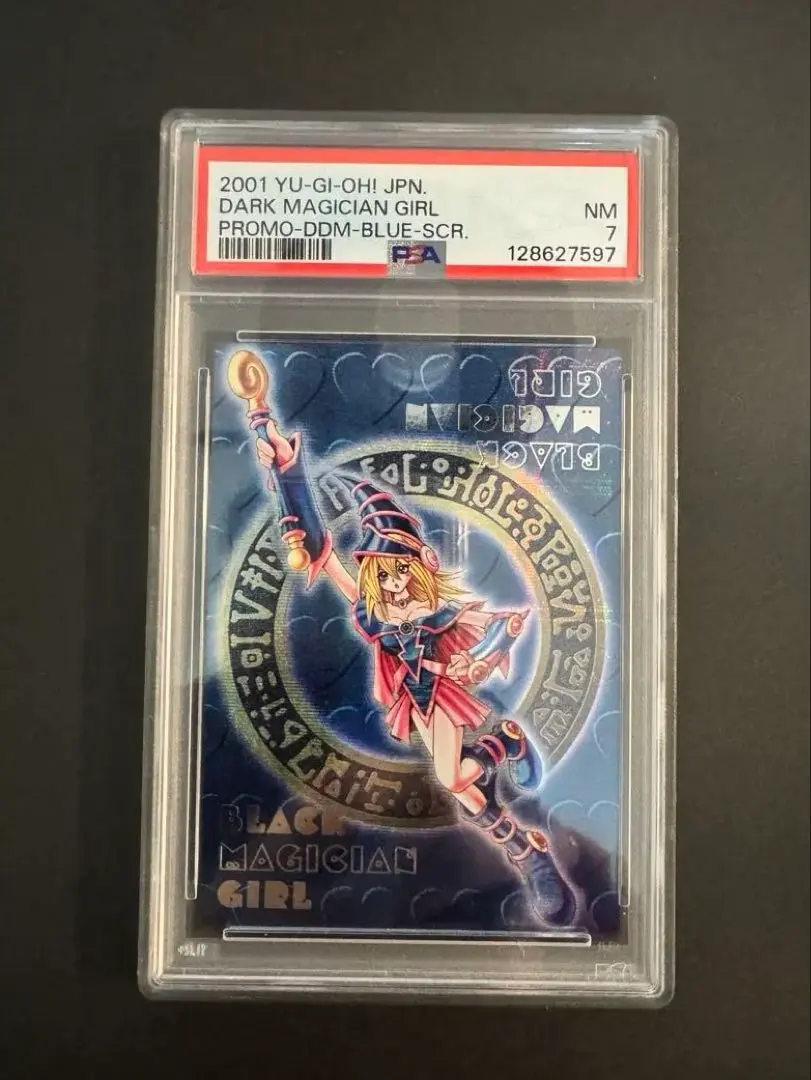 2001 YU-GI-OH! JPN.
DARK MAGICIAN GIRL
NM
PROMO-DDM-BLUE-SCR.
7
PSA
128627597
BLACK
MAGICIAN
GIRL
BLACK
MAGICIAN
GIRL